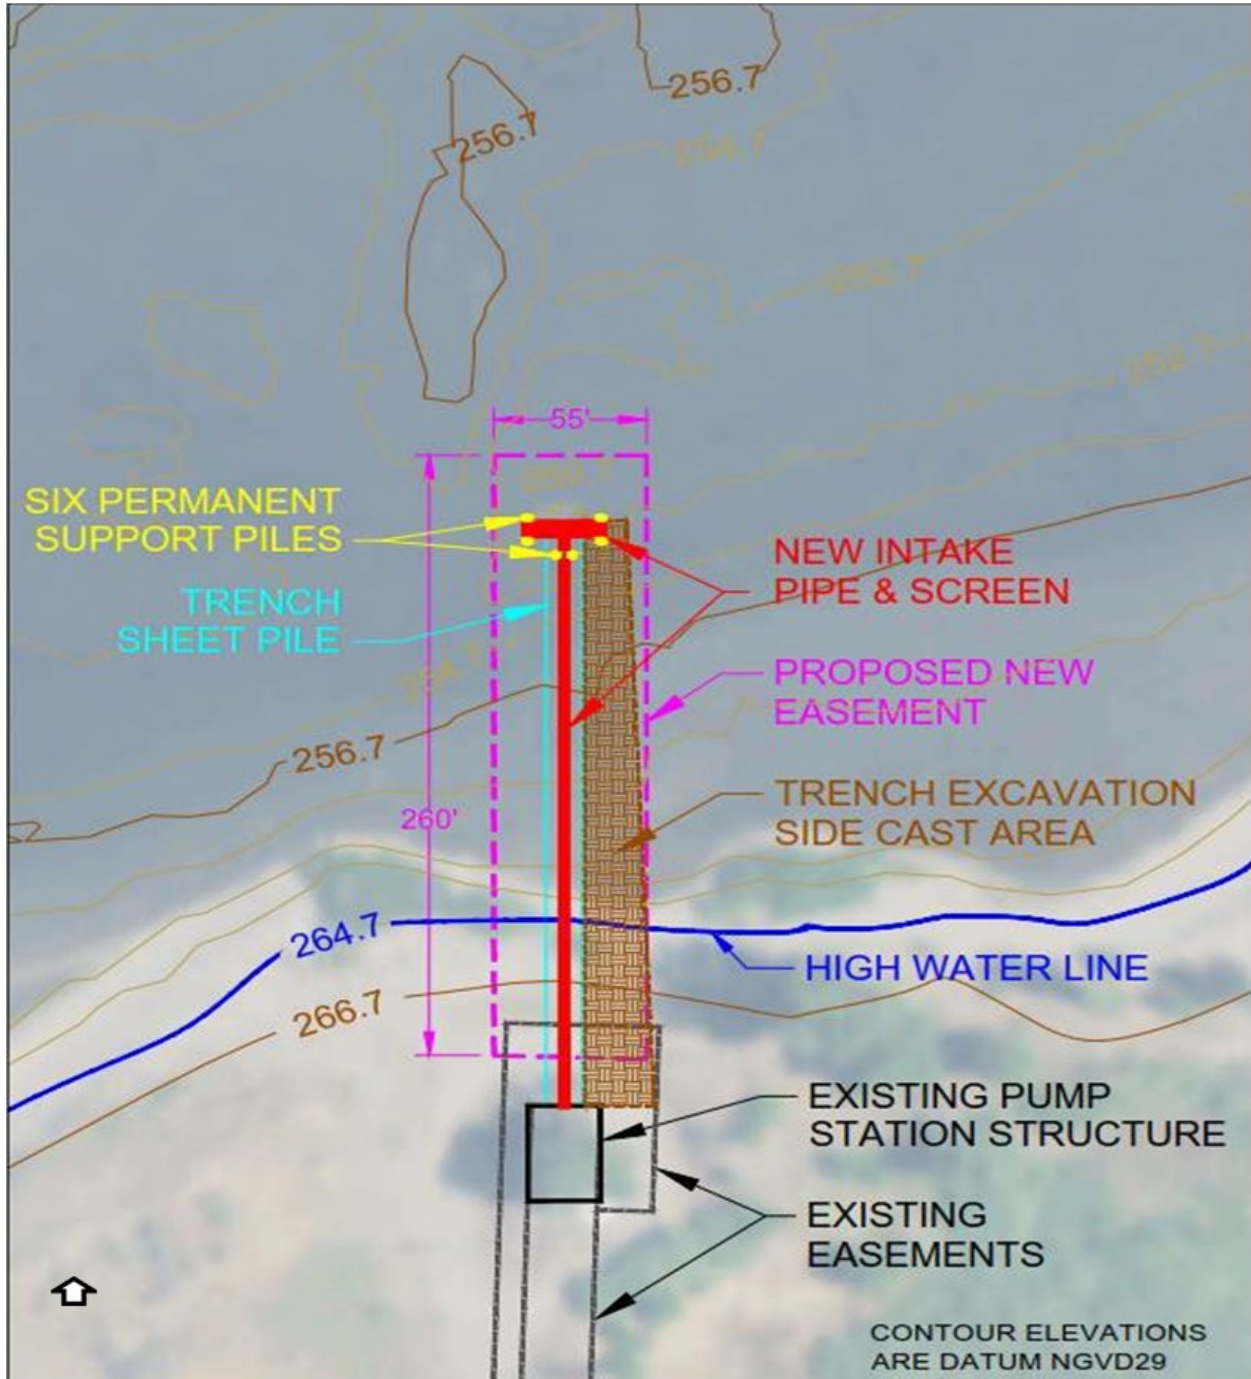 256.7
256.7
254.7
252.7
252.7
55'
SIX PERMANENT
SUPPORT PILES
TRENCH
SHEET PILE
NEW INTAKE
PIPE & SCREEN
PROPOSED NEW
EASEMENT
256.7
260'
TRENCH EXCAVATION
SIDE CAST AREA
264.7
HIGH WATER LINE
266.7
EXISTING PUMP
STATION STRUCTURE
EXISTING
EASEMENTS
CONTOUR ELEVATIONS
ARE DATUM NGVD29